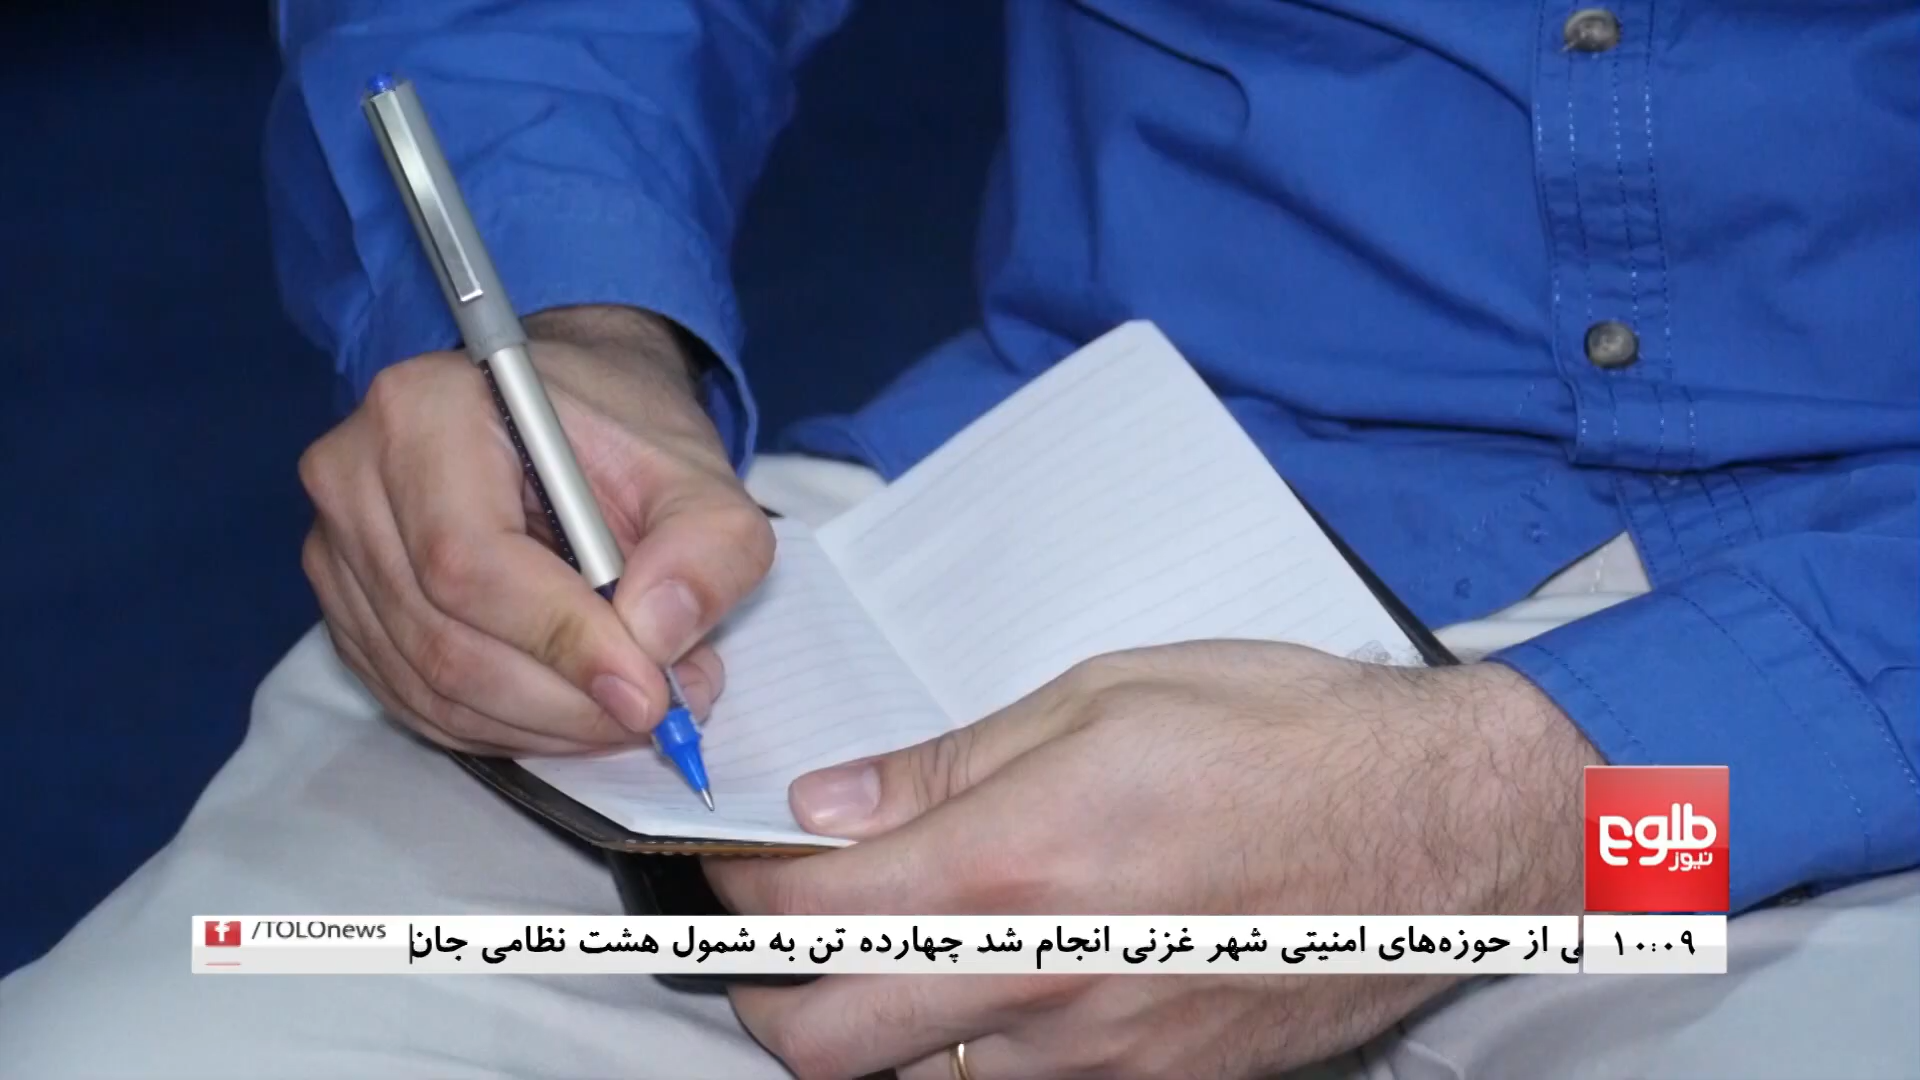 طلوع
نیوز
/TOLOnews
از حوزه‌های امنیتی شهر غزنی انجام شد چهارده تن به شمول هشت نظامی جان
۱۰:۰۹